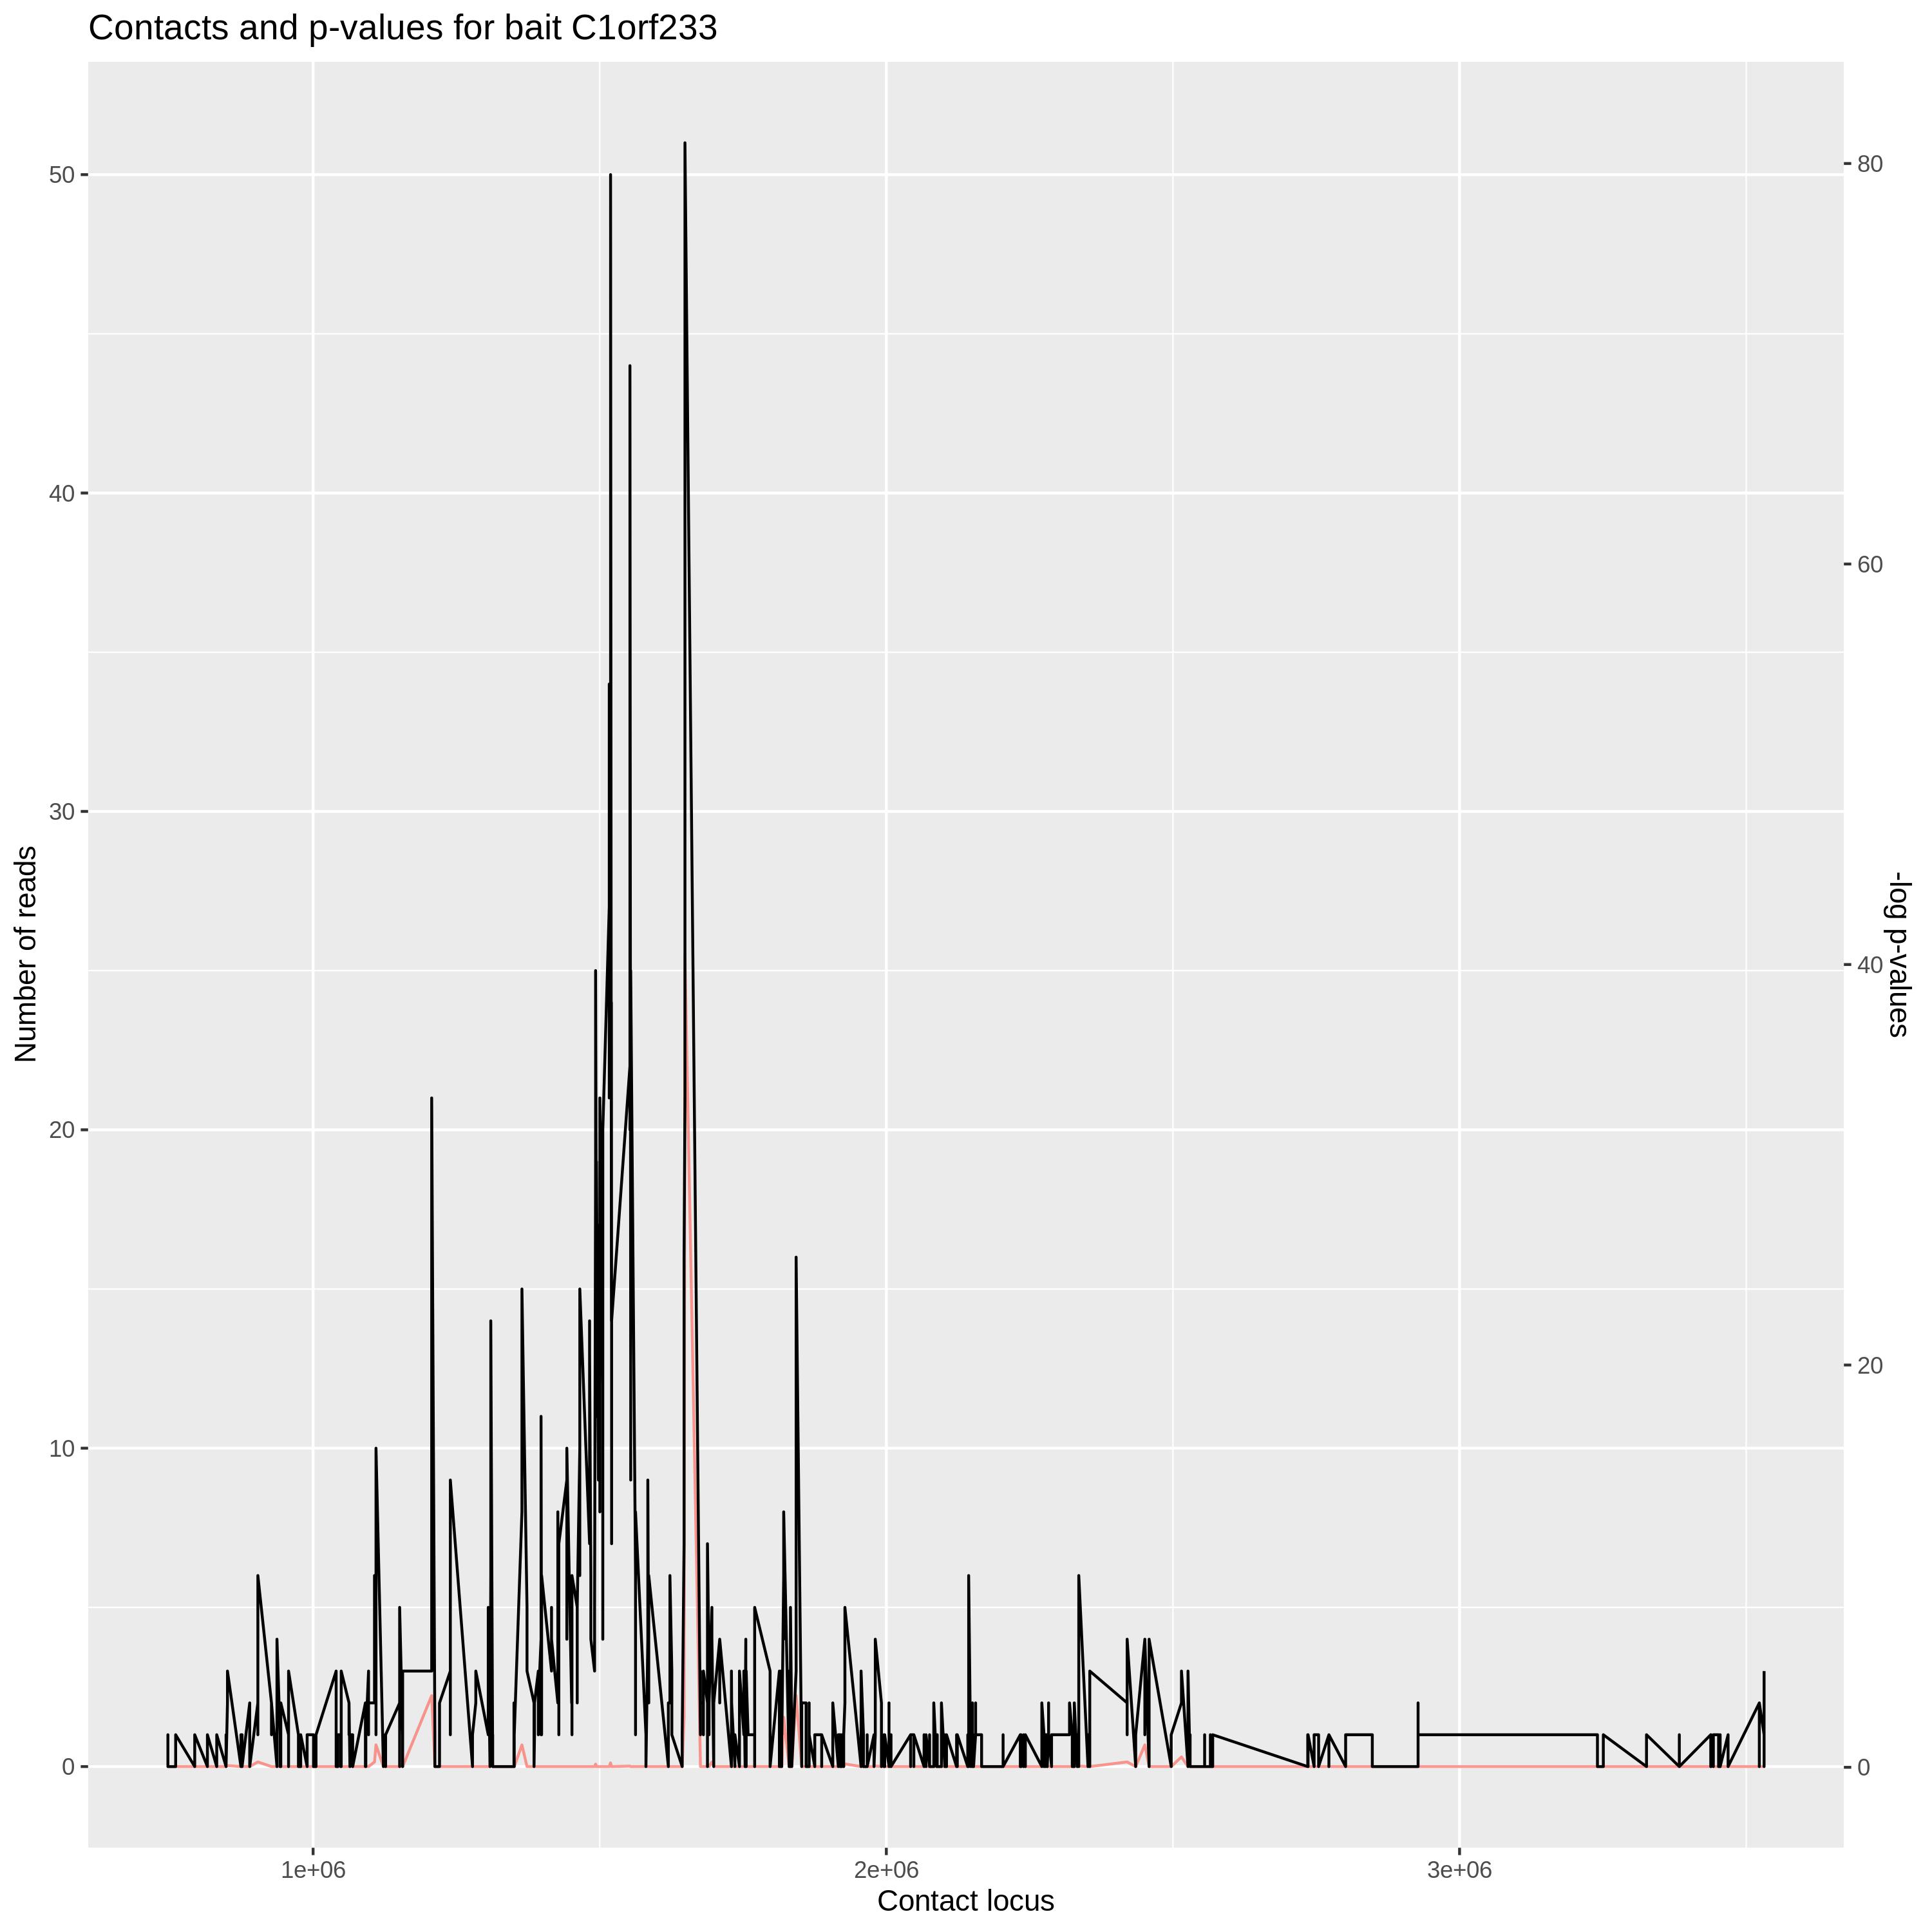 Contacts and p-values for bait C1orf233
50
40
30
20
10
0
Number of reads
80
60
40
20
0
-log p-values
1e+06
2e+06
3e+06
Contact locus